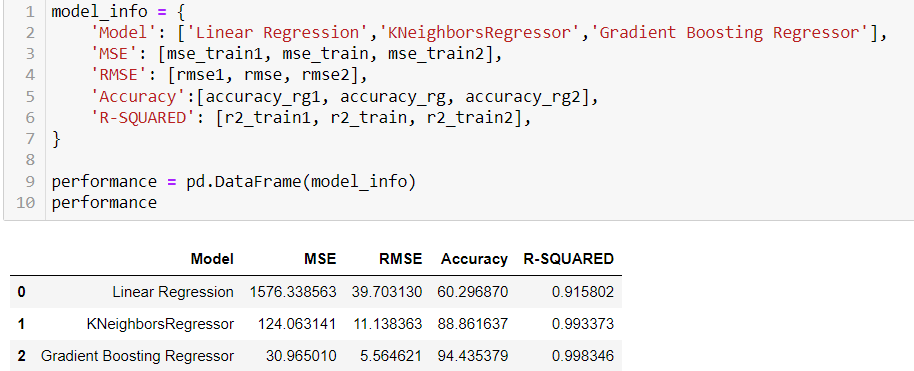 1 model_info = {
2 'Model': ['Linear Regression','KNeighborsRegressor','Gradient Boosting Regressor'],
3 'MSE': [mse_train1, mse_train, mse_train2],
4 'RMSE': [rmse1, rmse, rmse2],
5 'Accuracy':[accuracy_rg1, accuracy_rg, accuracy_rg2],
6 'R-SQUARED': [r2_train1, r2_train, r2_train2],
7 }
8
9 performance = pd.DataFrame(model_info)
10 performance
Model MSE RMSE Accuracy R-SQUARED
0 Linear Regression 1576.338563 39.703130 60.296870 0.915802
1 KNeighborsRegressor 124.063141 11.138363 88.861637 0.993373
2 Gradient Boosting Regressor 30.965010 5.564621 94.435379 0.998346